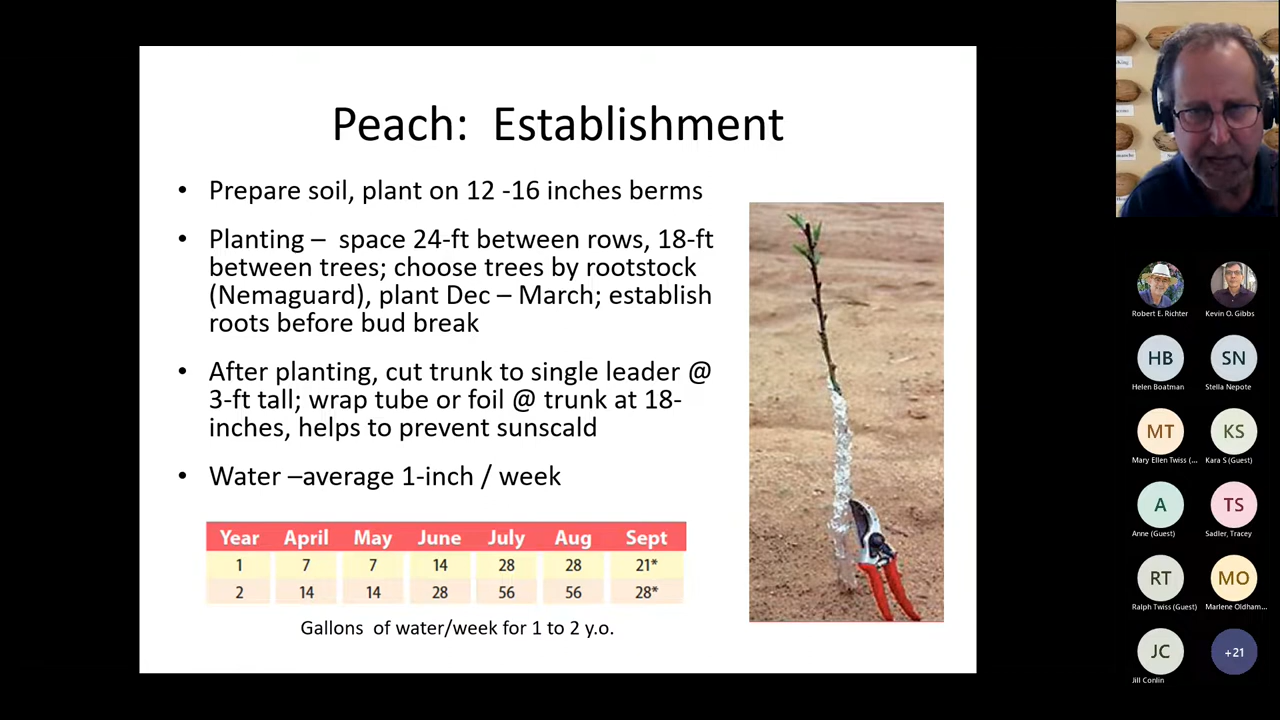 Peach: Establishment
• Prepare soil, plant on 12 -16 inches berms
• Planting – space 24-ft between rows, 18-ft
between trees; choose trees by rootstock
(Nemaguard), plant Dec – March; establish
roots before bud break
• After planting, cut trunk to single leader @
3-ft tall; wrap tube or foil @ trunk at 18-
inches, helps to prevent sunscald
• Water –average 1-inch / week
Year April May June July Aug Sept
1 7 7 14 28 28 21*
2 14 14 28 56 56 28*
Gallons of water/week for 1 to 2 y.o.
Robert E. Richter
Kevin O. Gibbs
HB
SN
Helen Boatman
Stella Nepote
MT
KS
Mary Ellen Twiss (...
Kara S (Guest)
A
TS
Anne (Guest)
Sadler, Tracey
RT
MO
Ralph Twiss (Guest)
Marlene Oldham...
JC
+21
Jill Conlin